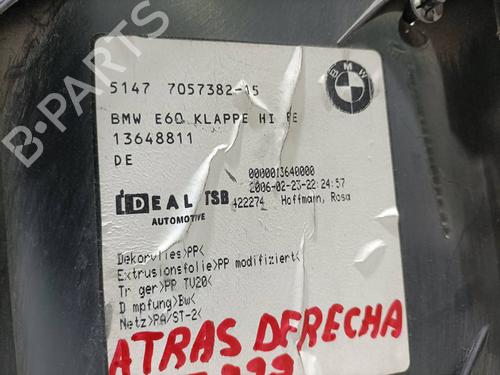 5147 7057382-15
BMW
BMW E60 KLAPPE HI RE
13648811
DE
0000013640000
2006-02-23-22:24:57
IDEAL TSB 422274 Hoffmann, Rosa
AUTOMOTIVE
Dekorvlies>PP<
Extrusionsfolie>PP modifiziert<
Tr ger>PP TV20<
D mpfung>Bw<
Netz>PA/ST-2<
ATRAS DERECHA